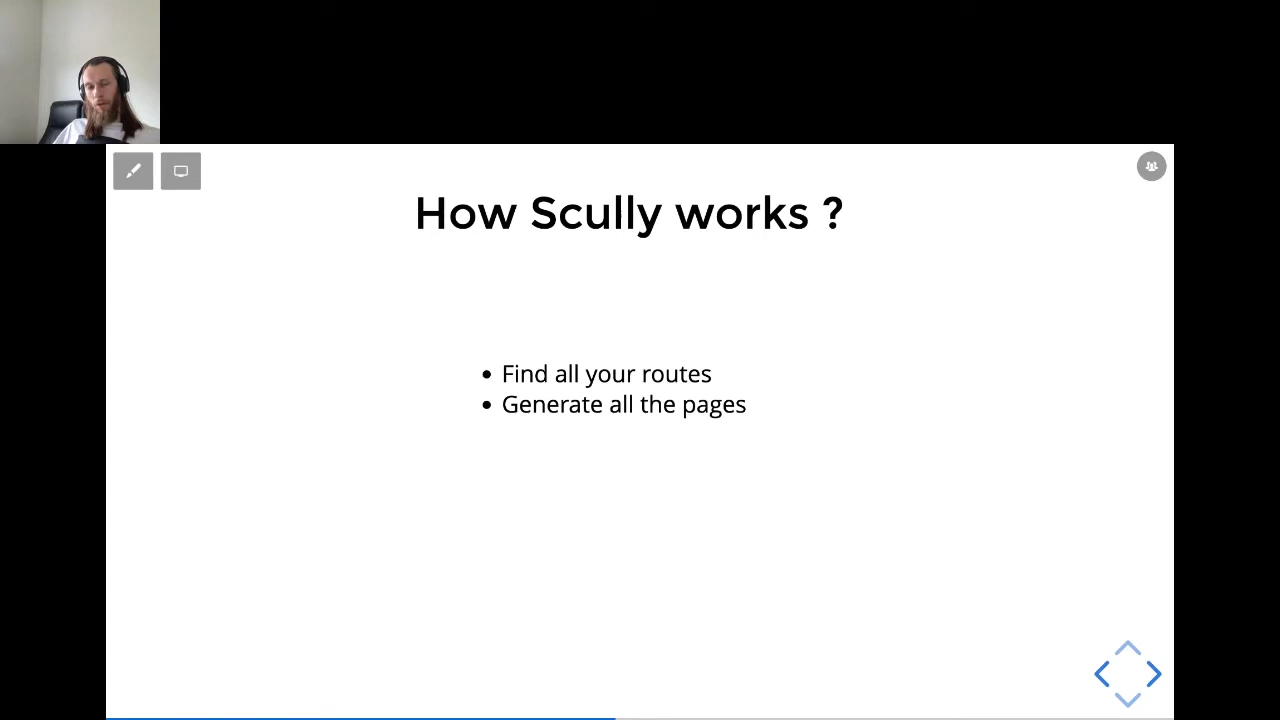 How Scully works ?
Find all your routes
Generate all the pages